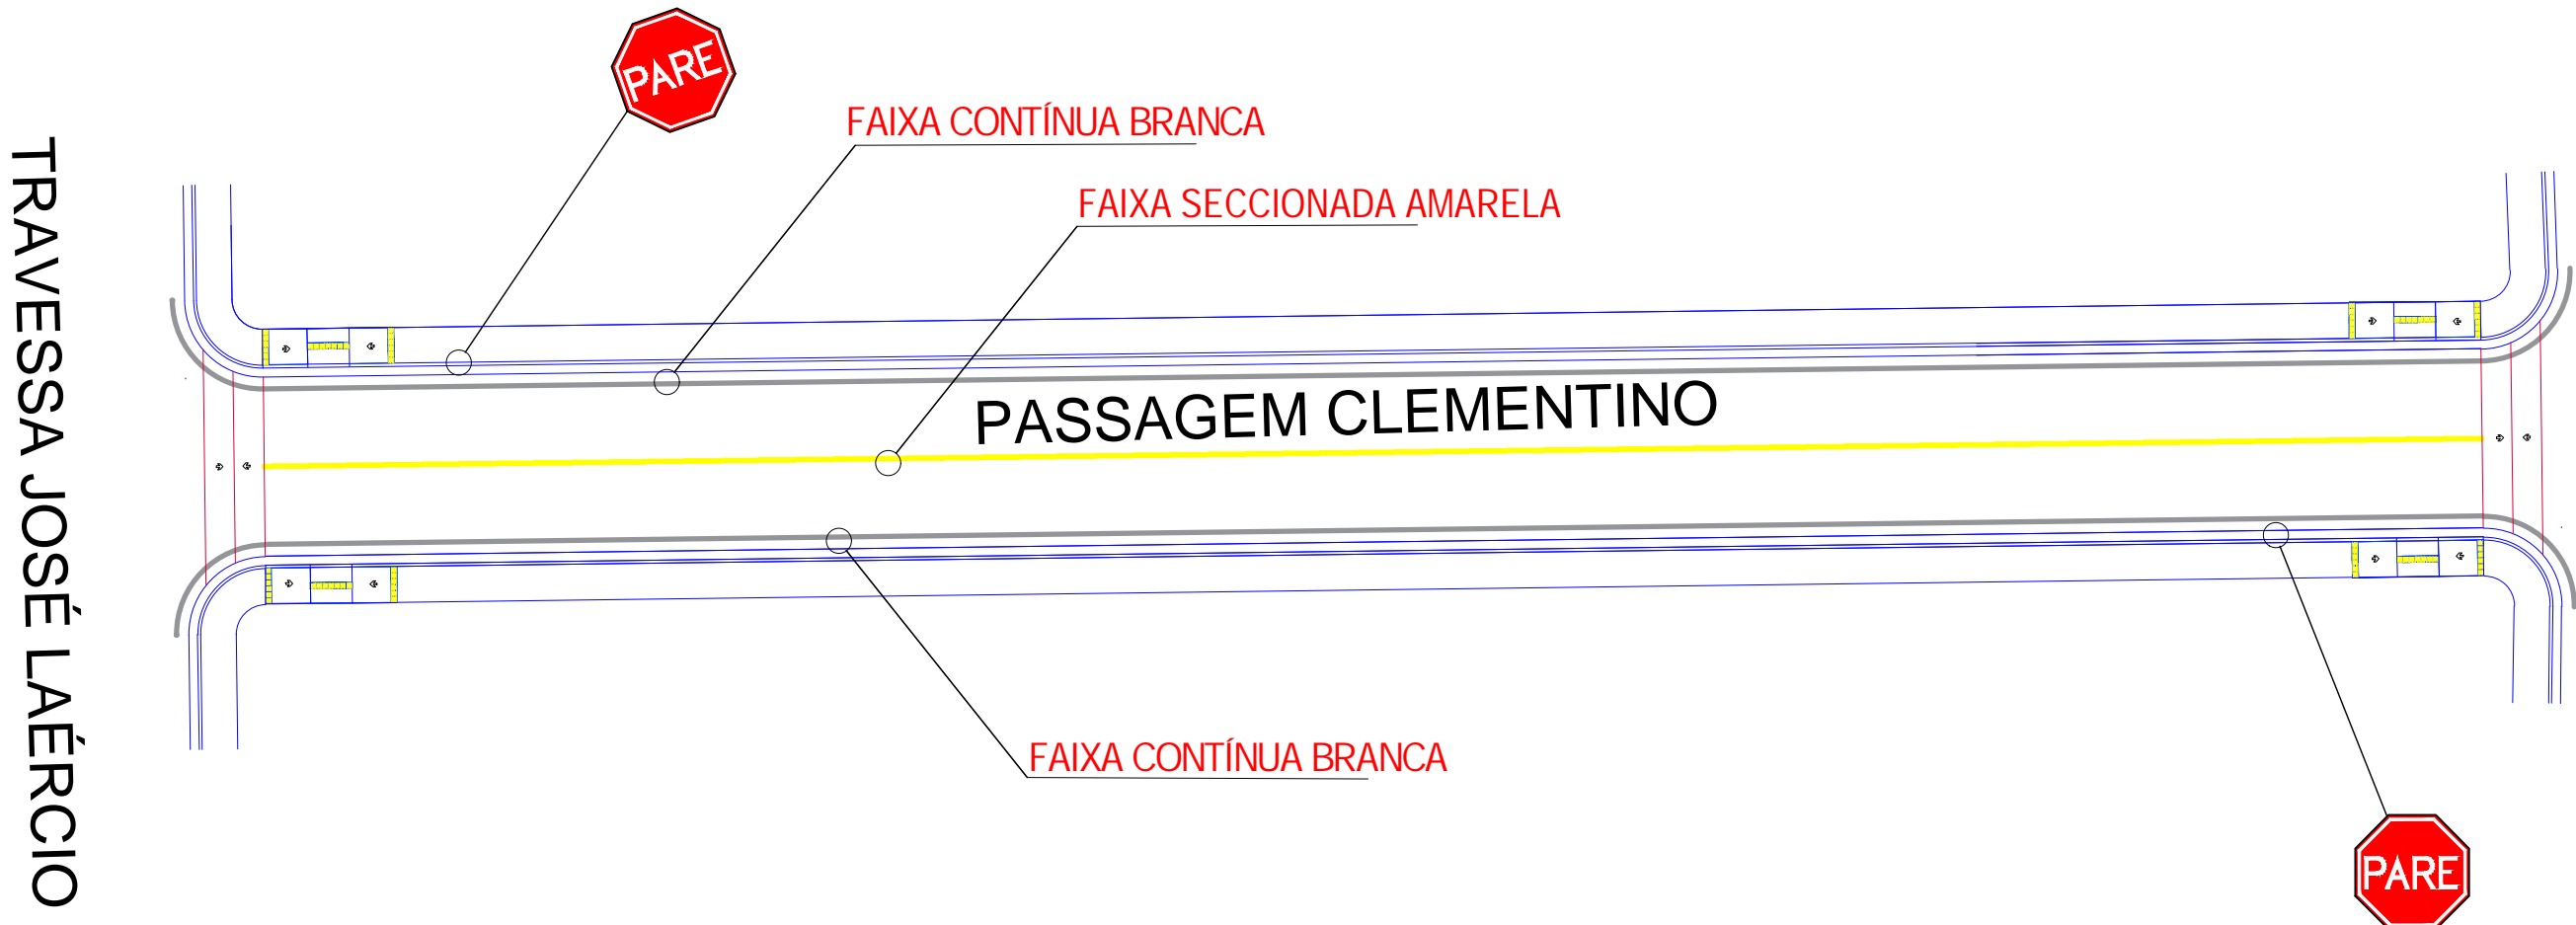 PARE
FAIXA CONTÍNUA BRANCA
FAIXA SECCIONADA AMARELA
TRAVESSA JOSÉ LAÉRCIO
PASSAGEM CLEMENTINO
FAIXA CONTÍNUA BRANCA
PARE